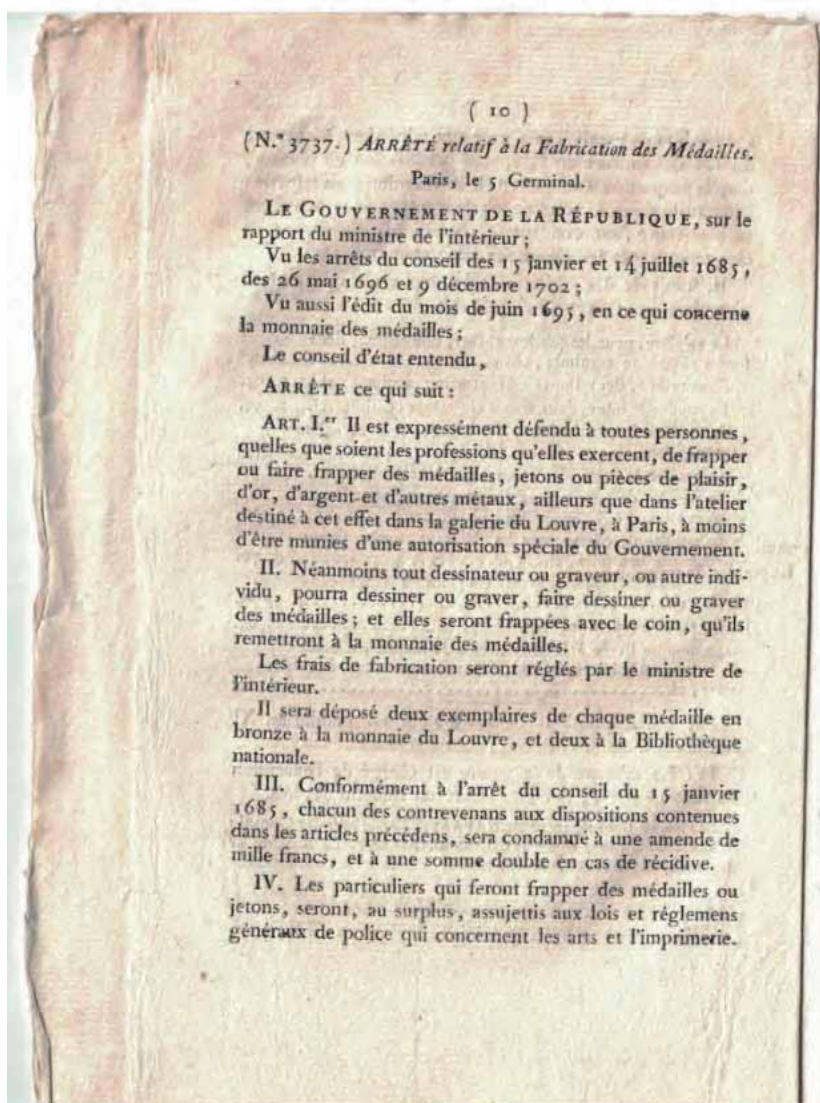 ( 10 )
(N.° 3737.) ARRÊTÉ relatif à la Fabrication des Médailles.
Paris, le 5 Germinal.
LE GOUVERNEMENT DE LA RÉPUBLIQUE, sur le
rapport du ministre de l'intérieur ;
Vu les arrêts du conseil des 15 janvier et 14 juillet 1685,
des 26 mai 1696 et 9 décembre 1702 ;
Vu aussi l'édit du mois de juin 1695, en ce qui concerne
la monnaie des médailles ;
Le conseil d'état entendu,
ARRÊTE ce qui suit :
ART. I.er Il est expressément défendu à toutes personnes,
quelles que soient les professions qu'elles exercent, de frapper
ou faire frapper des médailles, jetons ou pièces de plaisir,
d'or, d'argent et d'autres métaux, ailleurs que dans l'atelier
destiné à cet effet dans la galerie du Louvre, à Paris, à moins
d'être munies d'une autorisation spéciale du Gouvernement.
II. Néanmoins tout dessinateur ou graveur, ou autre indi-
vidu, pourra dessiner ou graver, faire dessiner ou graver
des médailles ; et elles seront frappées avec le coin, qu'ils
remettront à la monnaie des médailles.
Les frais de fabrication seront réglés par le ministre de
l'intérieur.
Il sera déposé deux exemplaires de chaque médaille en
bronze à la monnaie du Louvre, et deux à la Bibliothèque
nationale.
III. Conformément à l'arrêt du conseil du 15 janvier
1685, chacun des contrevenans aux dispositions contenues
dans les articles précédens, sera condamné à une amende de
mille francs, et à une somme double en cas de récidive.
IV. Les particuliers qui feront frapper des médailles ou
jetons, seront, au surplus, assujettis aux lois et réglemens
généraux de police qui concernent les arts et l'imprimerie.